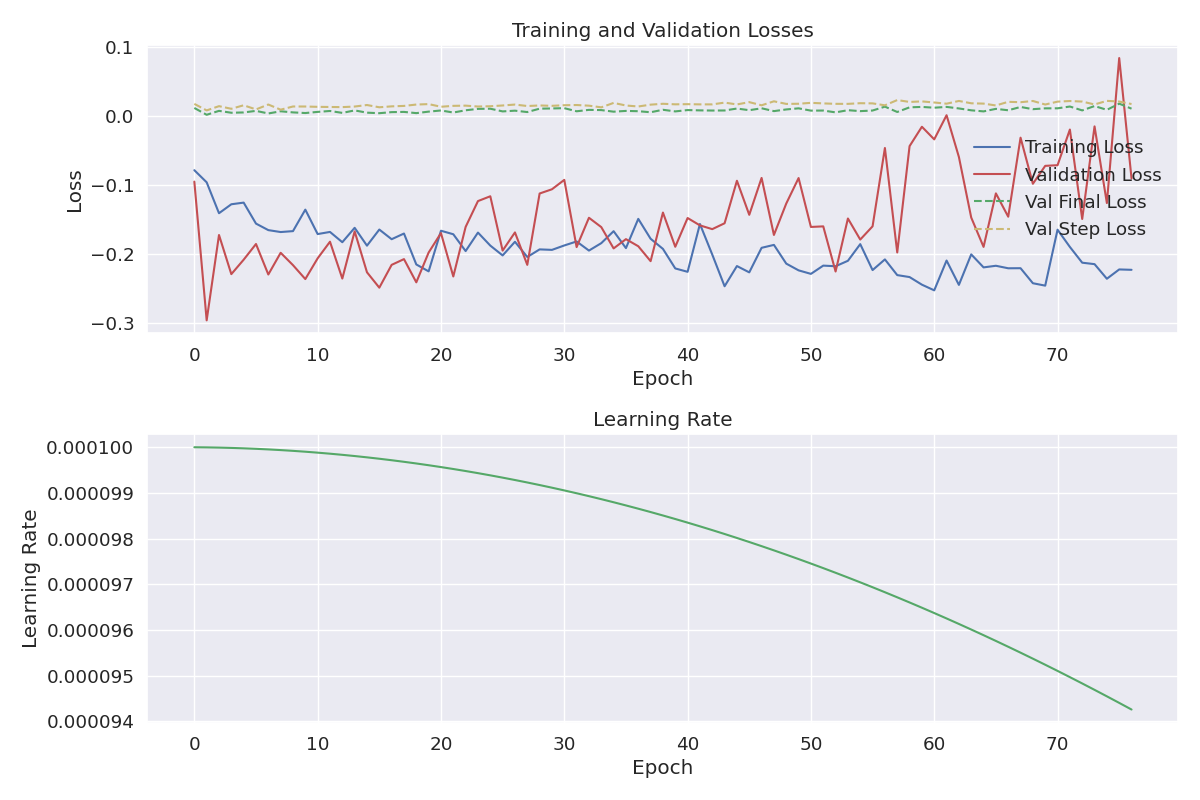 Training and Validation Losses
0.1
0.0
−0.1
−0.2
−0.3
Loss
Training Loss
Validation Loss
Val Final Loss
Val Step Loss
0 10 20 30 40 50 60 70
Epoch
Learning Rate
0.000100
0.000099
0.000098
0.000097
0.000096
0.000095
0.000094
Learning Rate
0 10 20 30 40 50 60 70
Epoch